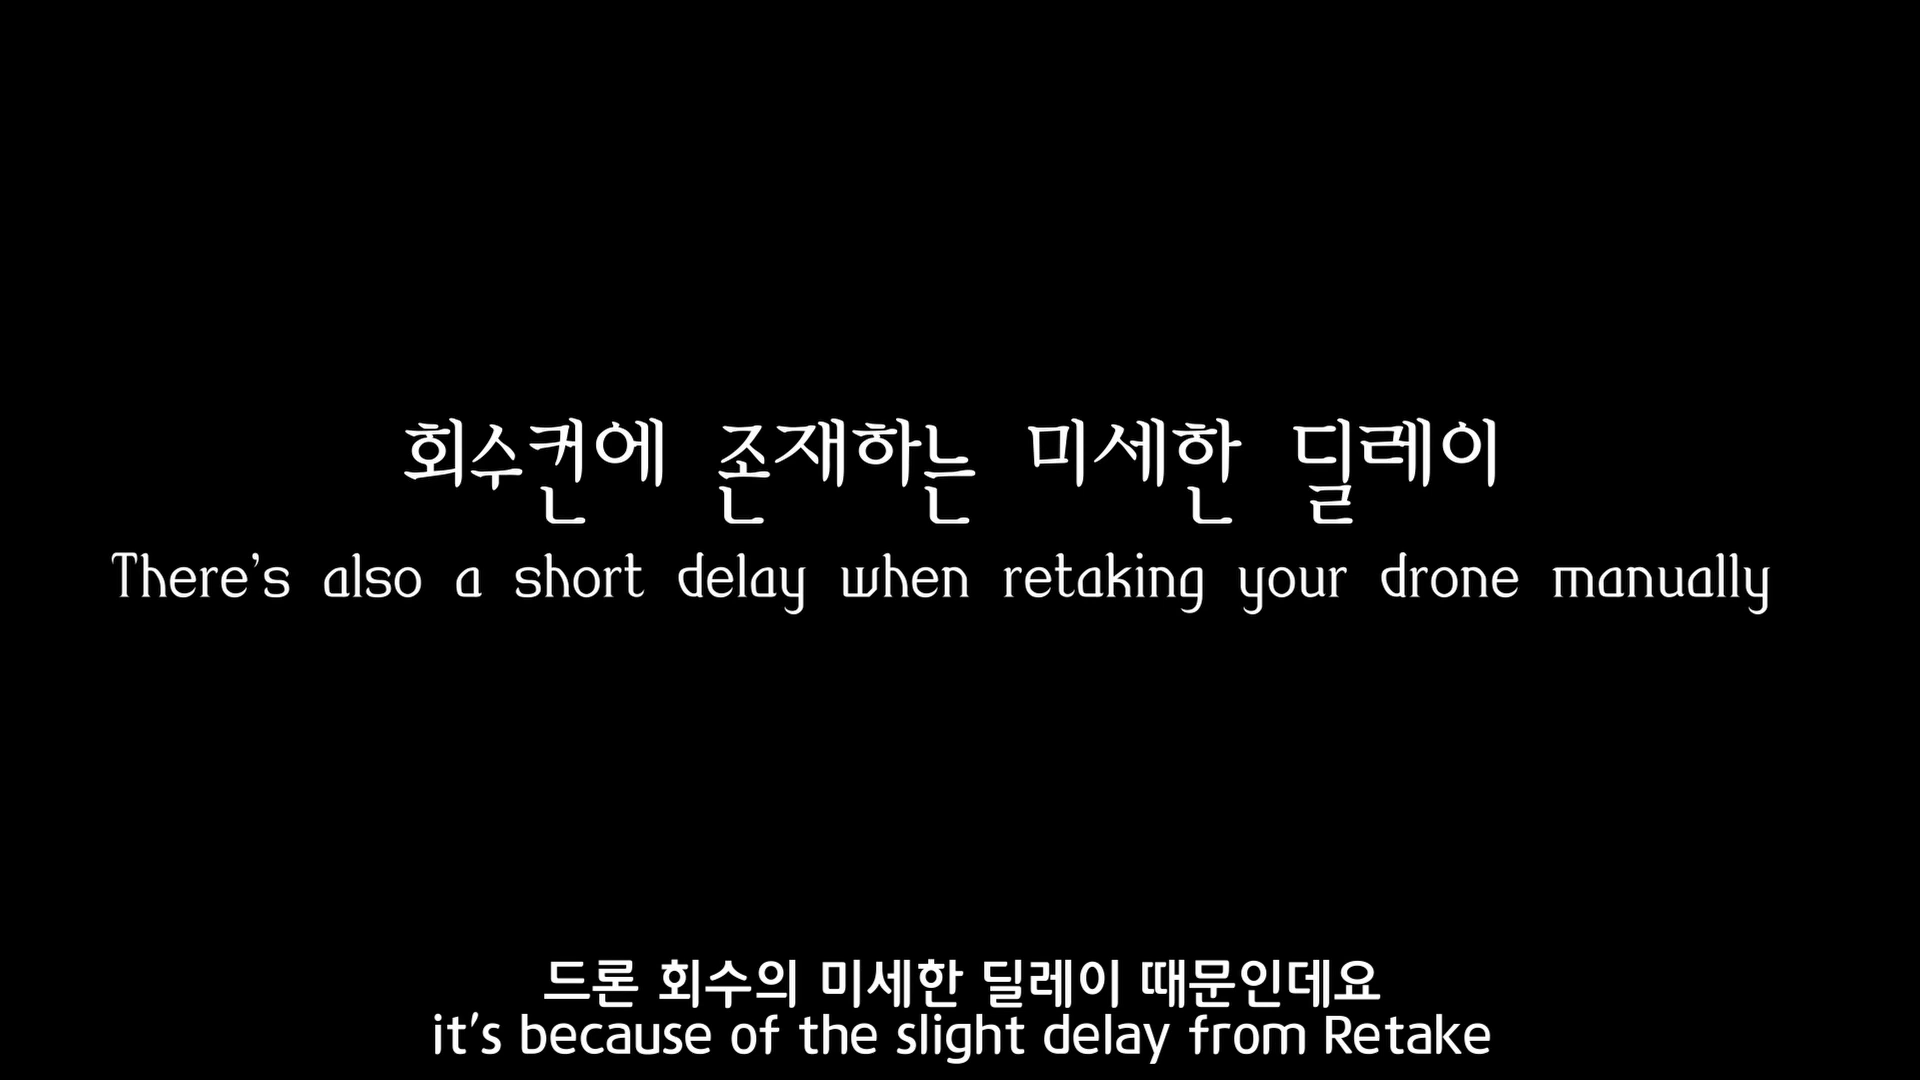 회수컨에 존재하는 미세한 딜레이
There's also a short delay when retaking your drone manually
드론 회수의 미세한 딜레이 때문인데요
it's because of the slight delay from Retake